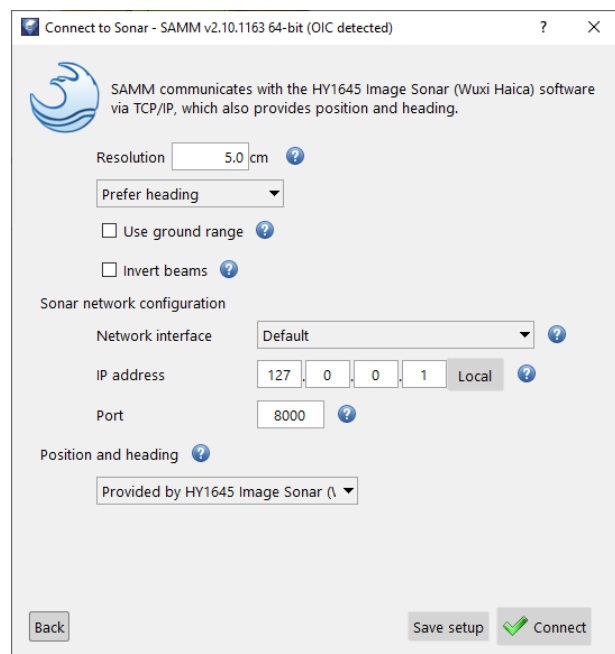 Connect to Sonar - SAMM v2.10.1163 64-bit (OIC detected) ?
SAMM communicates with the HY1645 Image Sonar (Wuxi Haica) software
via TCP/IP, which also provides position and heading.
Resolution 5.0 cm ?
Prefer heading
Use ground range ?
Invert beams ?
Sonar network configuration
Network interface Default ?
IP address 127 . 0 . 0 . 1 Local ?
Port 8000 ?
Position and heading ?
Provided by HY1645 Image Sonar (\
Back Save setup Connect